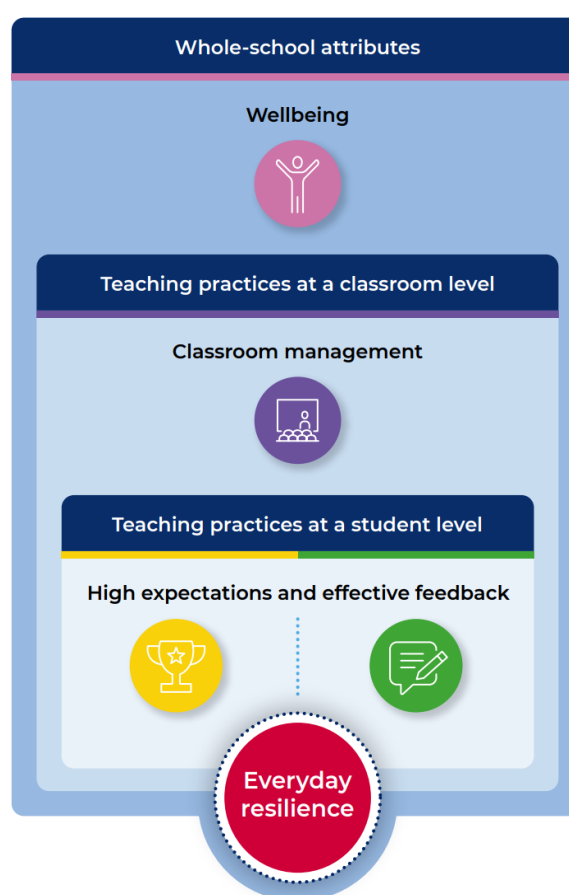 Whole-school attributes
Wellbeing
Teaching practices at a classroom level
Classroom management
Teaching practices at a student level
High expectations and effective feedback
Everyday
resilience